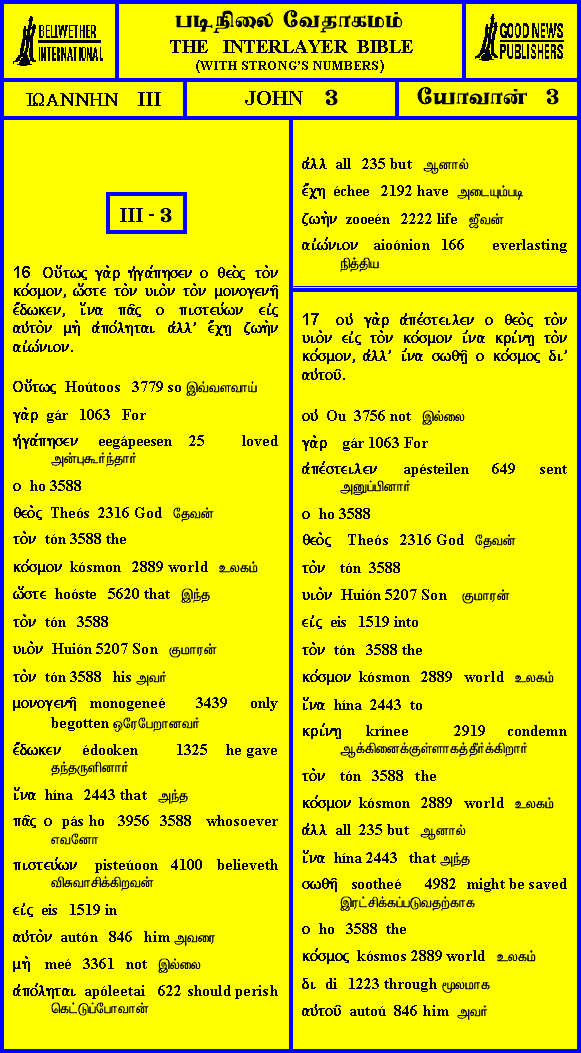 BELLWETHER
INTERNATIONAL
படிநிலை வேதாகமம்
THE INTERLAYER BIBLE
(WITH STRONG'S NUMBERS)
GOOD NEWS
PUBLISHERS
ΙΩΑΝΝΗΝ III
JOHN 3
யோவான் 3
III - 3
16 Οὕτως γὰρ ἠγάπησεν ο θεὸς τὸν
κόσμον, ὥστε τὸν υιὸν τὸν μονογενῆ
ἔδωκεν, ἵνα πᾶς ο πιστεύων εἰς
αὐτὸν μὴ ἀπόληται ἀλλ' ἔχῃ ζωὴν
αἰώνιον.
Οὕτως Hoútoos 3779 so இவ்வளவாய்
γὰρ gár 1063 For
ἠγάπησεν eegápeesen 25 loved
அன்புகூர்ந்தார்
ο ho 3588
θεὸς Theós 2316 God தேவன்
τὸν tón 3588 the
κόσμον kósmon 2889 world உலகம்
ὥστε hoóste 5620 that இந்த
τὸν tón 3588
υιὸν Huión 5207 Son குமாரன்
τὸν tón 3588 his அவர்
μονογενῆ monogeneé 3439 only
begotten ஒரேபேறானவர்
ἔδωκεν édooken 1325 he gave
தந்தருளினார்
ἵνα hína 2443 that அந்த
πᾶς ο pás ho 3956 3588 whosoever
எவனோ
πιστεύων pisteúoon 4100 believeth
விசுவாசிக்கிறவன்
εἰς eis 1519 in
αὐτὸν autón 846 him அவரை
μὴ meé 3361 not இல்லை
ἀπόληται apóleetai 622 should perish
கெட்டுப்போவான்
ἀλλ all 235 but ஆனால்
ἔχῃ échee 2192 have அடையும்படி
ζωὴν zooeén 2222 life ஜீவன்
αἰώνιον aioónion 166 everlasting
நித்திய
17 οὐ γὰρ ἀπέστειλεν ο θεὸς τὸν
υιὸν εἰς τὸν κόσμον ἵνα κρίνῃ τὸν
κόσμον, ἀλλ' ἵνα σωθῇ ο κόσμος δι'
αὐτοῦ.
οὐ Ou 3756 not இல்லை
γὰρ gár 1063 For
ἀπέστειλεν apésteilen 649 sent
அனுப்பினார்
ο ho 3588
θεὸς Theós 2316 God தேவன்
τὸν tón 3588
υιὸν Huión 5207 Son குமாரன்
εἰς eis 1519 into
τὸν tón 3588 the
κόσμον kósmon 2889 world உலகம்
ἵνα hína 2443 to
κρίνῃ krínee 2919 condemn
ஆக்கினைக்குள்ளாகத்தீர்க்கிறார்
τὸν tón 3588 the
κόσμον kósmon 2889 world உலகம்
ἀλλ all 235 but ஆனால்
ἵνα hína 2443 that அந்த
σωθῇ sootheé 4982 might be saved
இரட்சிக்கப்படுவதற்காக
ο ho 3588 the
κόσμος kósmos 2889 world உலகம்
δι di 1223 through மூலமாக
αὐτοῦ autoú 846 him அவர்